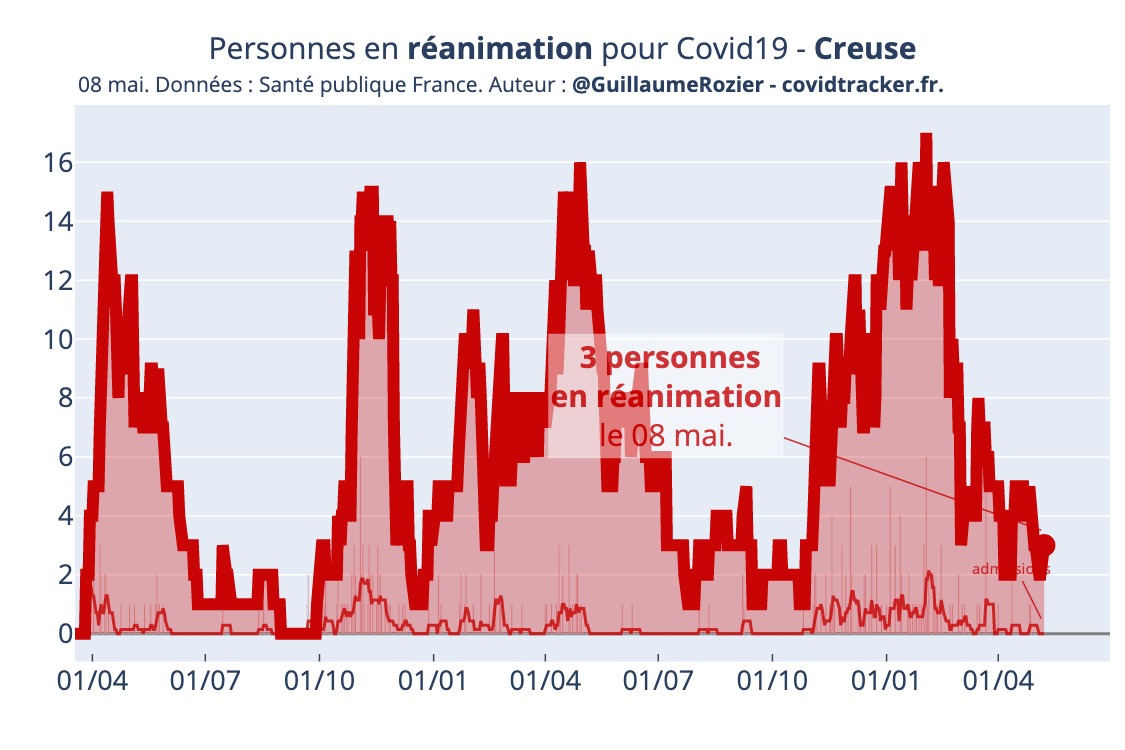 Personnes en réanimation pour Covid19 - Creuse
08 mai. Données : Santé publique France. Auteur : @GuillaumeRozier - covidtracker.fr.
16
14
12
10
8
6
4
2
0
3 personnes
en réanimation
le 08 mai.
admissions
01/04 01/07 01/10 01/01 01/04 01/07 01/10 01/01 01/04